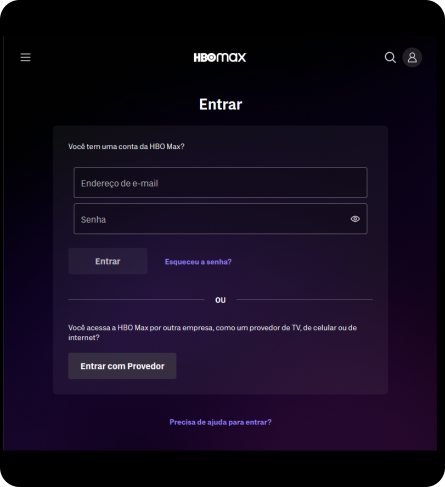 HBOmax
Entrar
Você tem uma conta da HBO Max?
Endereço de e-mail
Senha
Entrar
Esqueceu a senha?
ou
Você acessa a HBO Max por outra empresa, como um provedor de TV, de celular ou de
internet?
Entrar com Provedor
Precisa de ajuda para entrar?